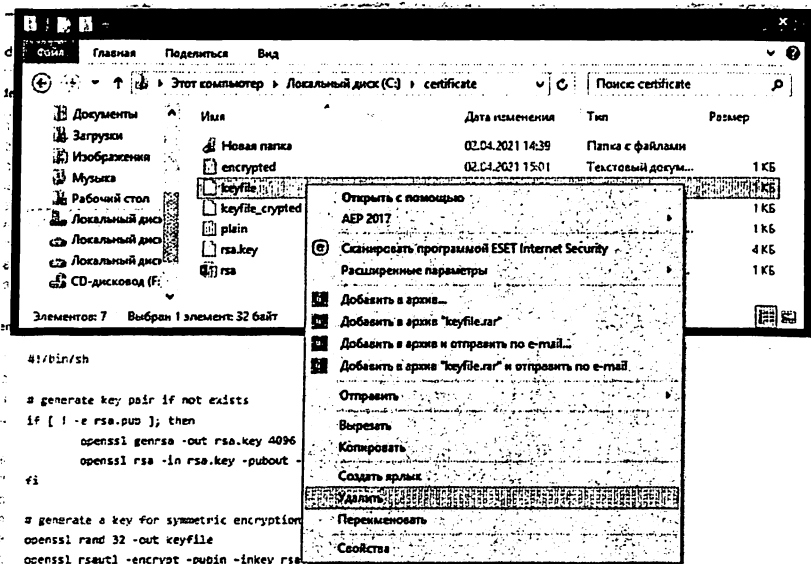 Файл Главная Поделиться Вид
Этот компьютер Локальный диск (C:) certificate Поиск: certificate
Имя Дата изменения Тип Размер
Документы
Загрузки
Изображения
Музыка
Рабочий стол
Локальный диск
Локальный диск
Локальный диск
CD-дисковод (F:
Новая папка 02.04.2021 14:39 Папка с файлами
encrypted 02.04.2021 15:01 Текстовый докум... 1 КБ
keyfile 1 КБ
keyfile_crypted 1 КБ
plain 1 КБ
rsa.key 4 КБ
rsa 1 КБ
Элементов: 7 Выбран 1 элемент: 32 байт
Открыть с помощью
AEP 2017
Сканировать программой ESET Internet Security
Расширенные параметры
Добавить в архив...
Добавить в архив "keyfile.rar"
Добавить в архив и отправить по e-mail...
Добавить в архив "keyfile.rar" и отправить по e-mail
Отправить
Вырезать
Копировать
Создать ярлык
Удалить
Переименовать
Свойства
#!/bin/sh
# generate key pair if not exists
if [ ! -e rsa.pub ]; then
openssl genrsa -out rsa.key 4096
openssl rsa -in rsa.key -pubout -
fi
# generate a key for symmetric encryption
openssl rand 32 -out keyfile
openssl rsautl -encrypt -pubin -inkey rsa